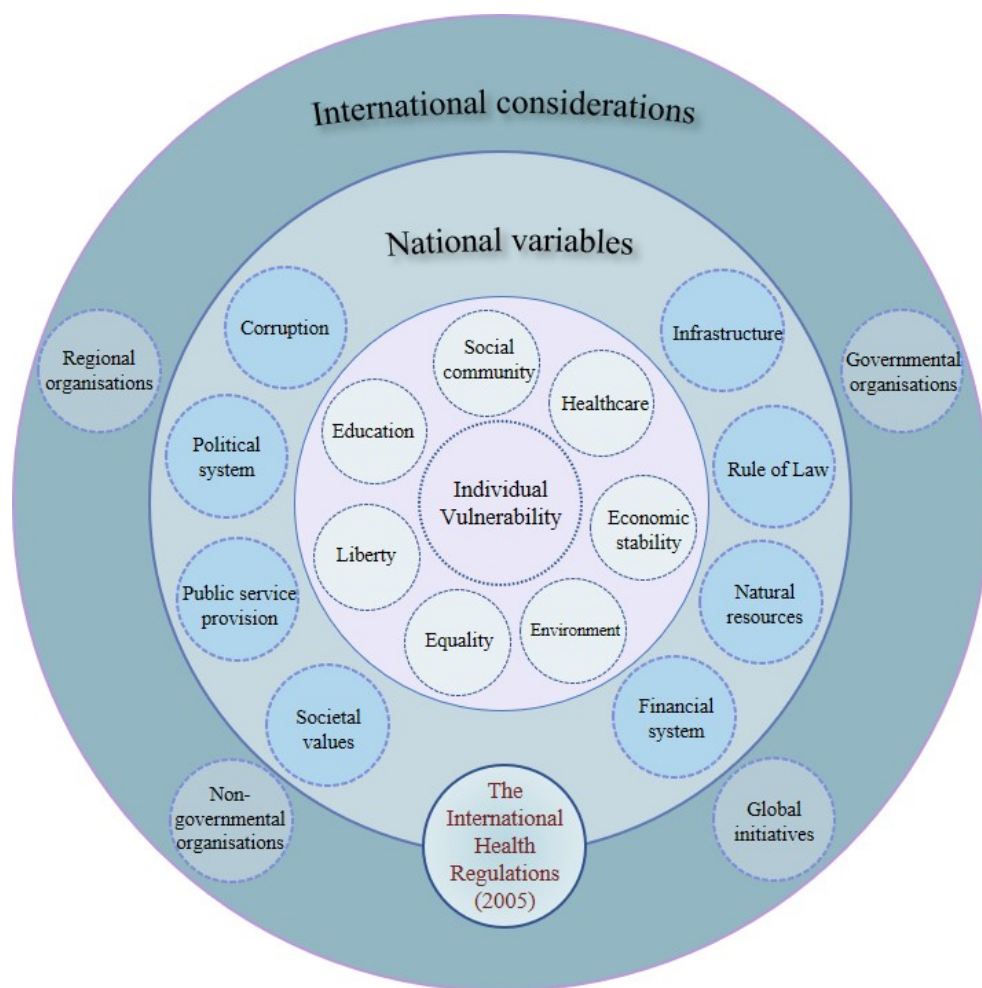 International considerations
National variables
Corruption
Infrastructure
Regional
organisations
Governmental
organisations
Social
community
Healthcare
Education
Political
system
Rule of Law
Individual
Vulnerability
Economic
stability
Liberty
Public service
provision
Natural
resources
Equality
Environment
Societal
values
Financial
system
Non-
governmental
organisations
The
International
Health
Regulations
(2005)
Global
initiatives